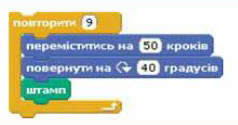 повторити 9
переміститись на 50 кроків
повернути на 40 градусів
штамп